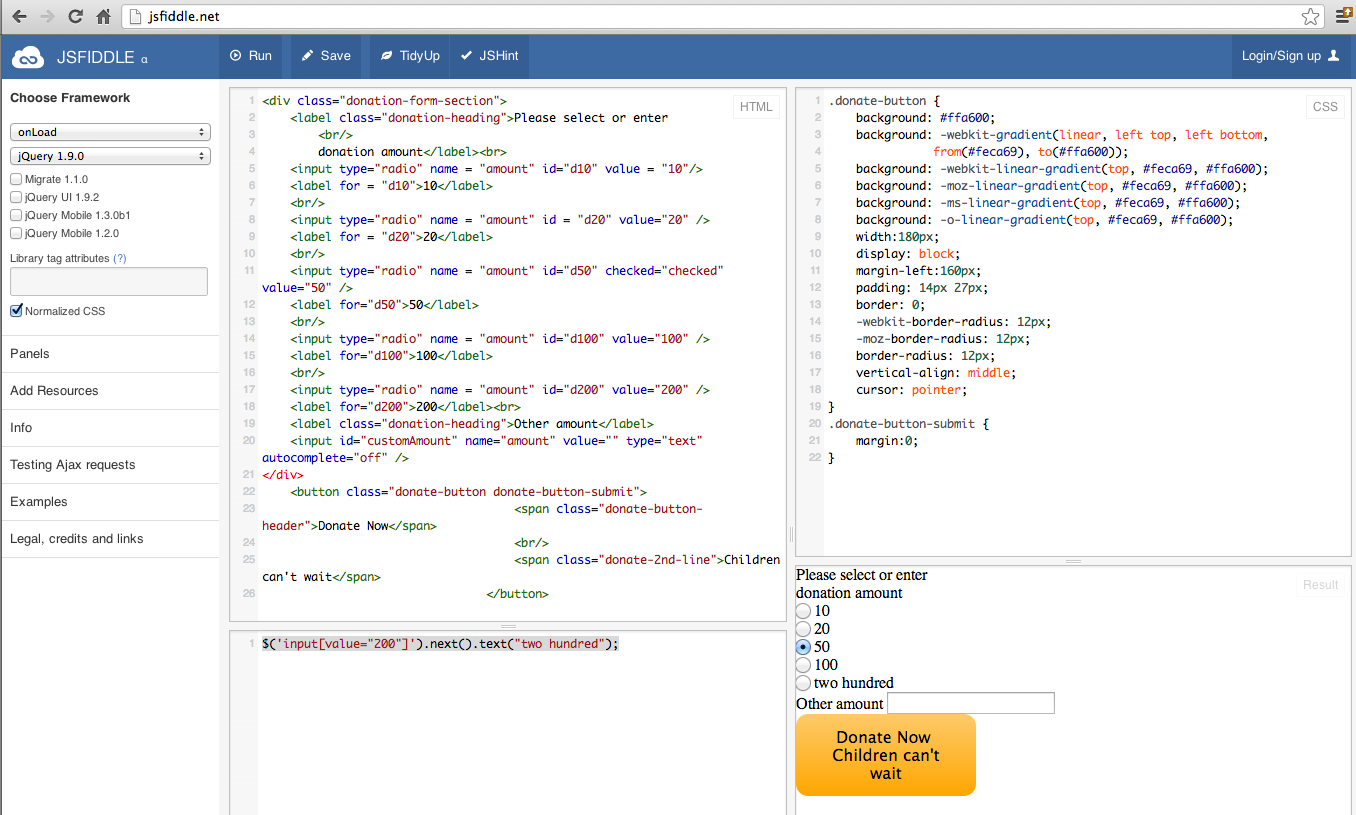 jsfiddle.net
JSFIDDLE α
Run
Save
TidyUp
JSHint
Login/Sign up
Choose Framework
onLoad
jQuery 1.9.0
Migrate 1.1.0
jQuery UI 1.9.2
jQuery Mobile 1.3.0b1
jQuery Mobile 1.2.0
Library tag attributes (?)
Normalized CSS
Panels
Add Resources
Info
Testing Ajax requests
Examples
Legal, credits and links
HTML
1 <div class="donation-form-section">
2 <label class="donation-heading">Please select or enter
3 <br/>
4 donation amount</label><br>
5 <input type="radio" name = "amount" id="d10" value = "10"/>
6 <label for = "d10">10</label>
7 <br/>
8 <input type="radio" name = "amount" id = "d20" value="20" />
9 <label for = "d20">20</label>
10 <br/>
11 <input type="radio" name = "amount" id="d50" checked="checked"
value="50" />
12 <label for="d50">50</label>
13 <br/>
14 <input type="radio" name = "amount" id="d100" value="100" />
15 <label for="d100">100</label>
16 <br/>
17 <input type="radio" name = "amount" id="d200" value="200" />
18 <label for="d200">200</label><br>
19 <label class="donation-heading">Other amount</label>
20 <input id="customAmount" name="amount" value="" type="text"
autocomplete="off" />
21 </div>
22 <button class="donate-button donate-button-submit">
23 <span class="donate-button-
header">Donate Now</span>
24 <br/>
25 <span class="donate-2nd-line">Children
can't wait</span>
26 </button>
1 $('input[value="200"]').next().text("two hundred");
CSS
1 .donate-button {
2 background: #ffa600;
3 background: -webkit-gradient(linear, left top, left bottom,
4 from(#feca69), to(#ffa600));
5 background: -webkit-linear-gradient(top, #feca69, #ffa600);
6 background: -moz-linear-gradient(top, #feca69, #ffa600);
7 background: -ms-linear-gradient(top, #feca69, #ffa600);
8 background: -o-linear-gradient(top, #feca69, #ffa600);
9 width:180px;
10 display: block;
11 margin-left:160px;
12 padding: 14px 27px;
13 border: 0;
14 -webkit-border-radius: 12px;
15 -moz-border-radius: 12px;
16 border-radius: 12px;
17 vertical-align: middle;
18 cursor: pointer;
19 }
20 .donate-button-submit {
21 margin:0;
22 }
Result
Please select or enter
donation amount
10
20
50
100
two hundred
Other amount
Donate Now
Children can't
wait